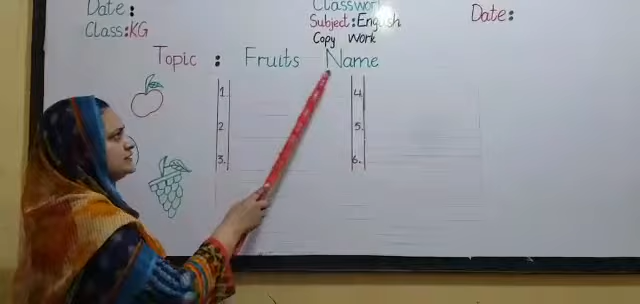 Date:
Classwork
Date:
Class:KG
Subject:English
Copy Work
Topic : Fruits Name
1.
2.
3.
4.
5.
6.